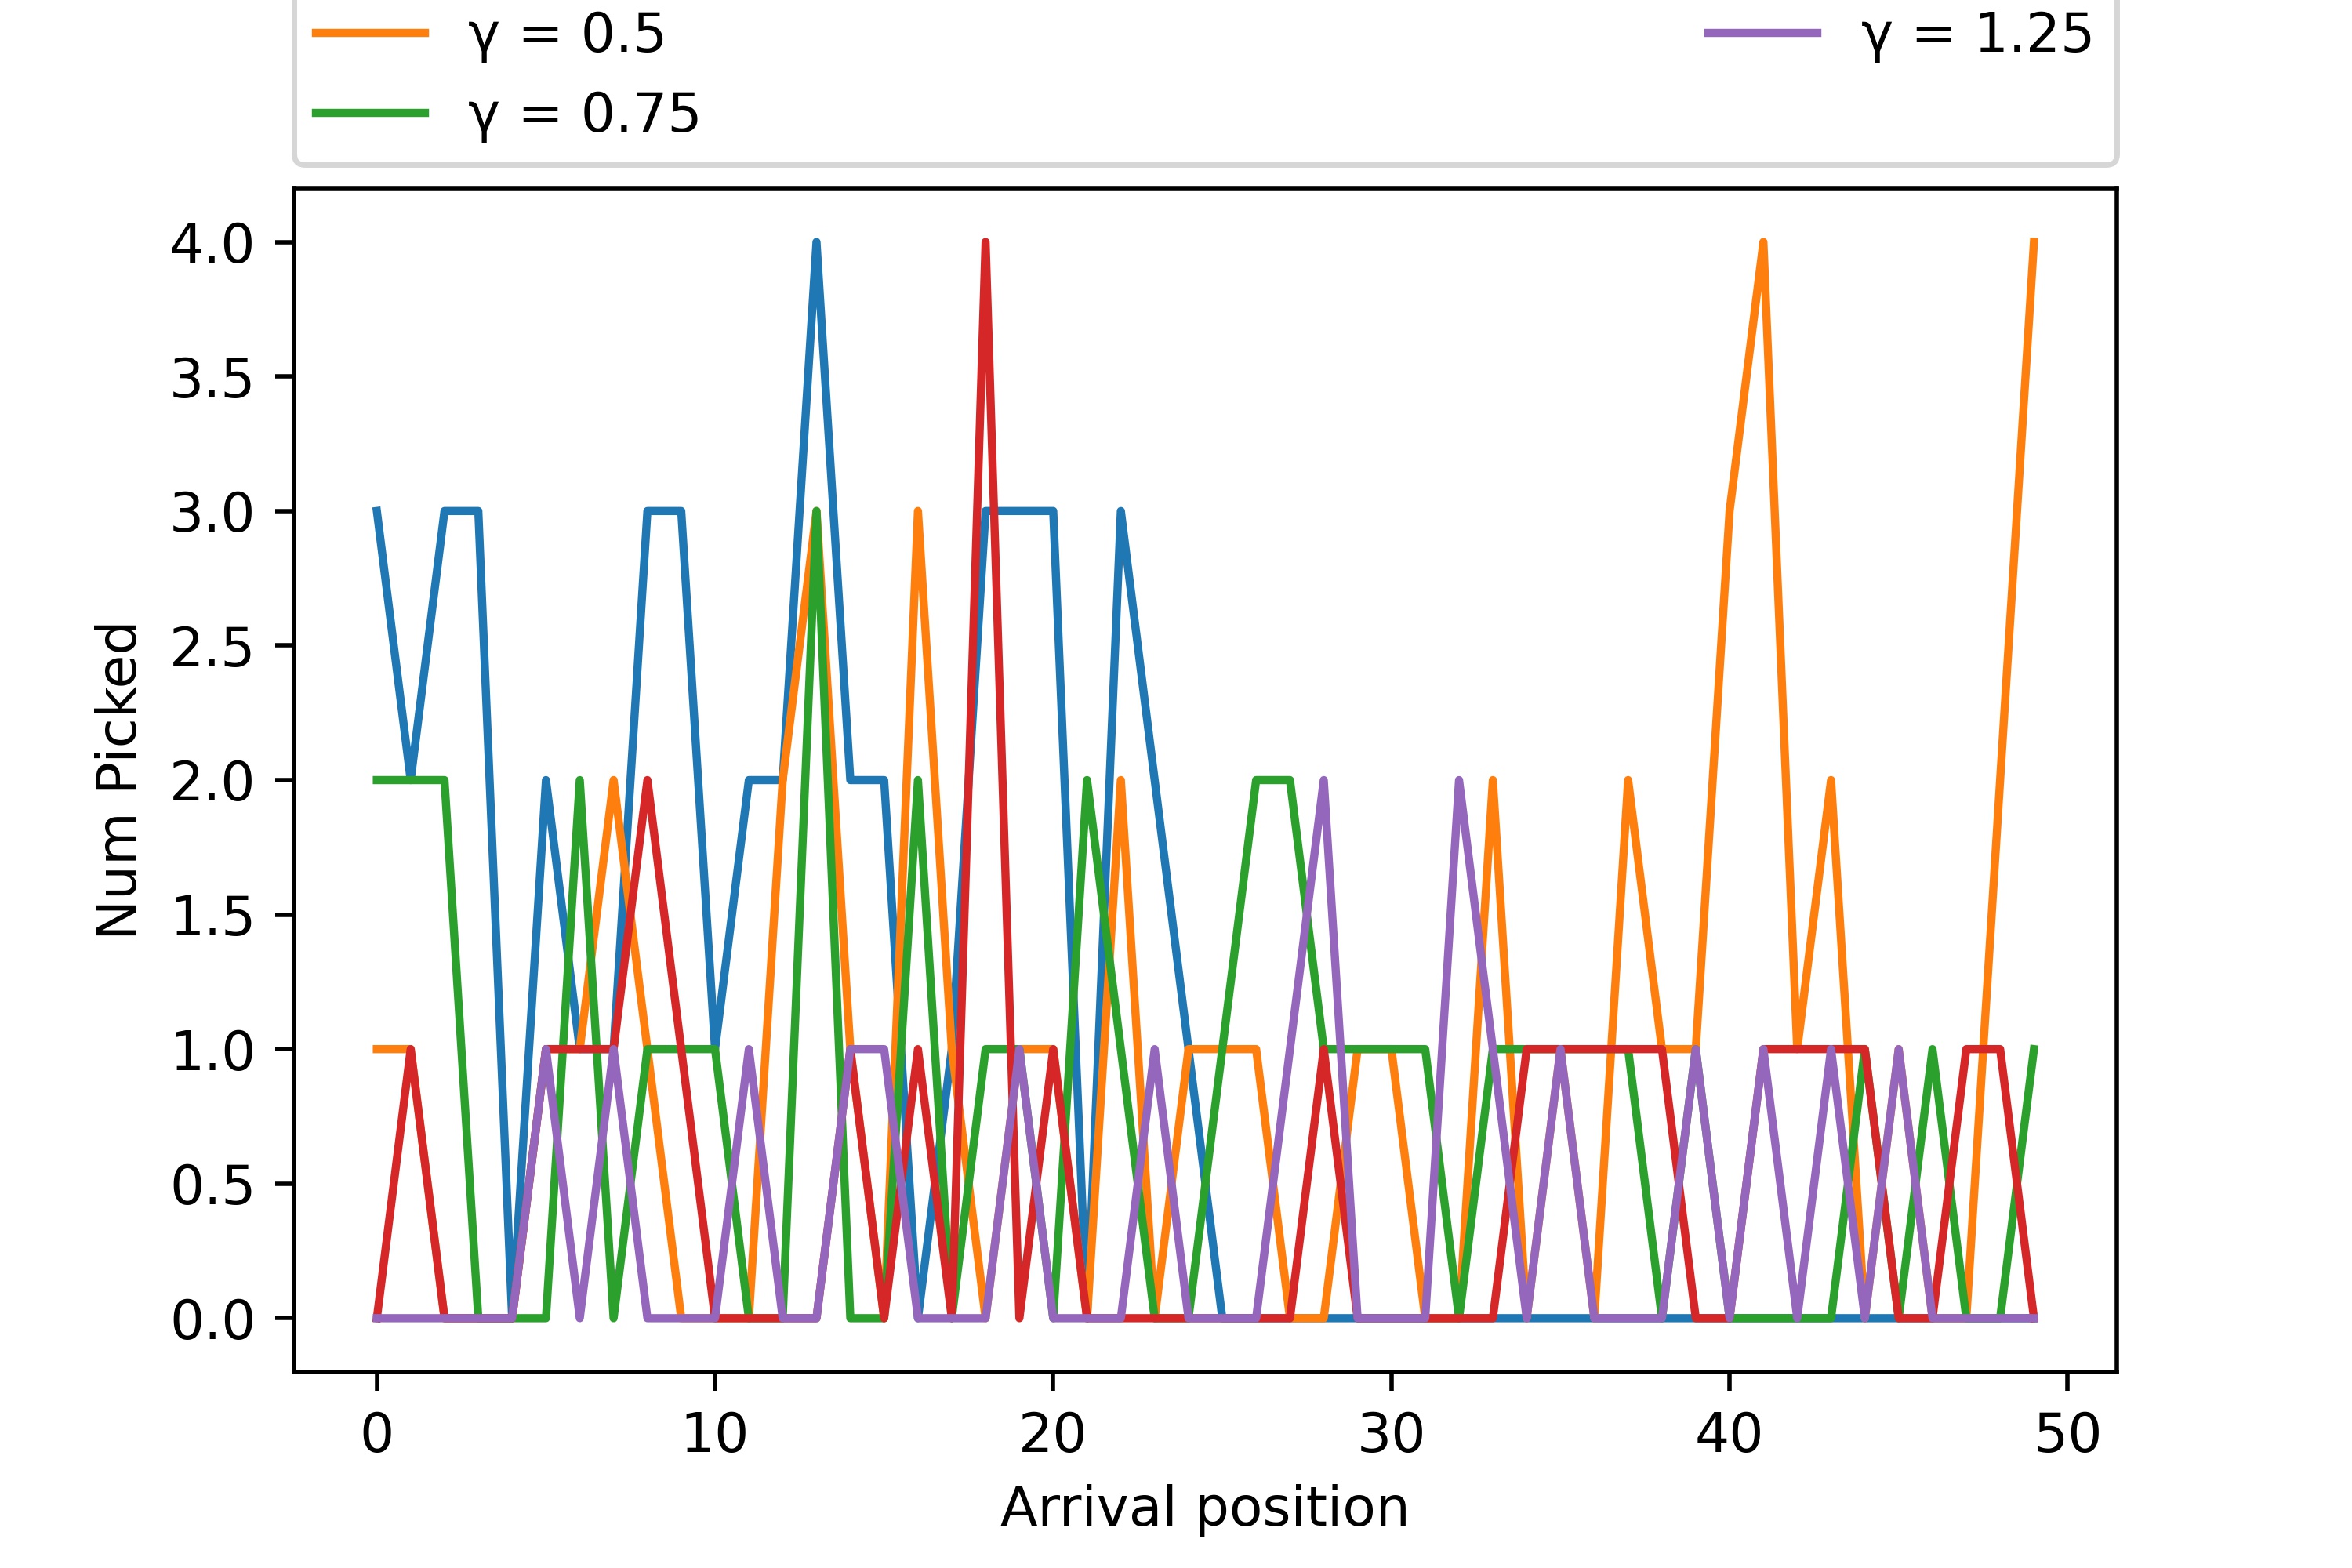 γ = 0.5
γ = 1.25
γ = 0.75
4.0
3.5
3.0
2.5
2.0
1.5
1.0
0.5
0.0
Num Picked
0 10 20 30 40 50
Arrival position